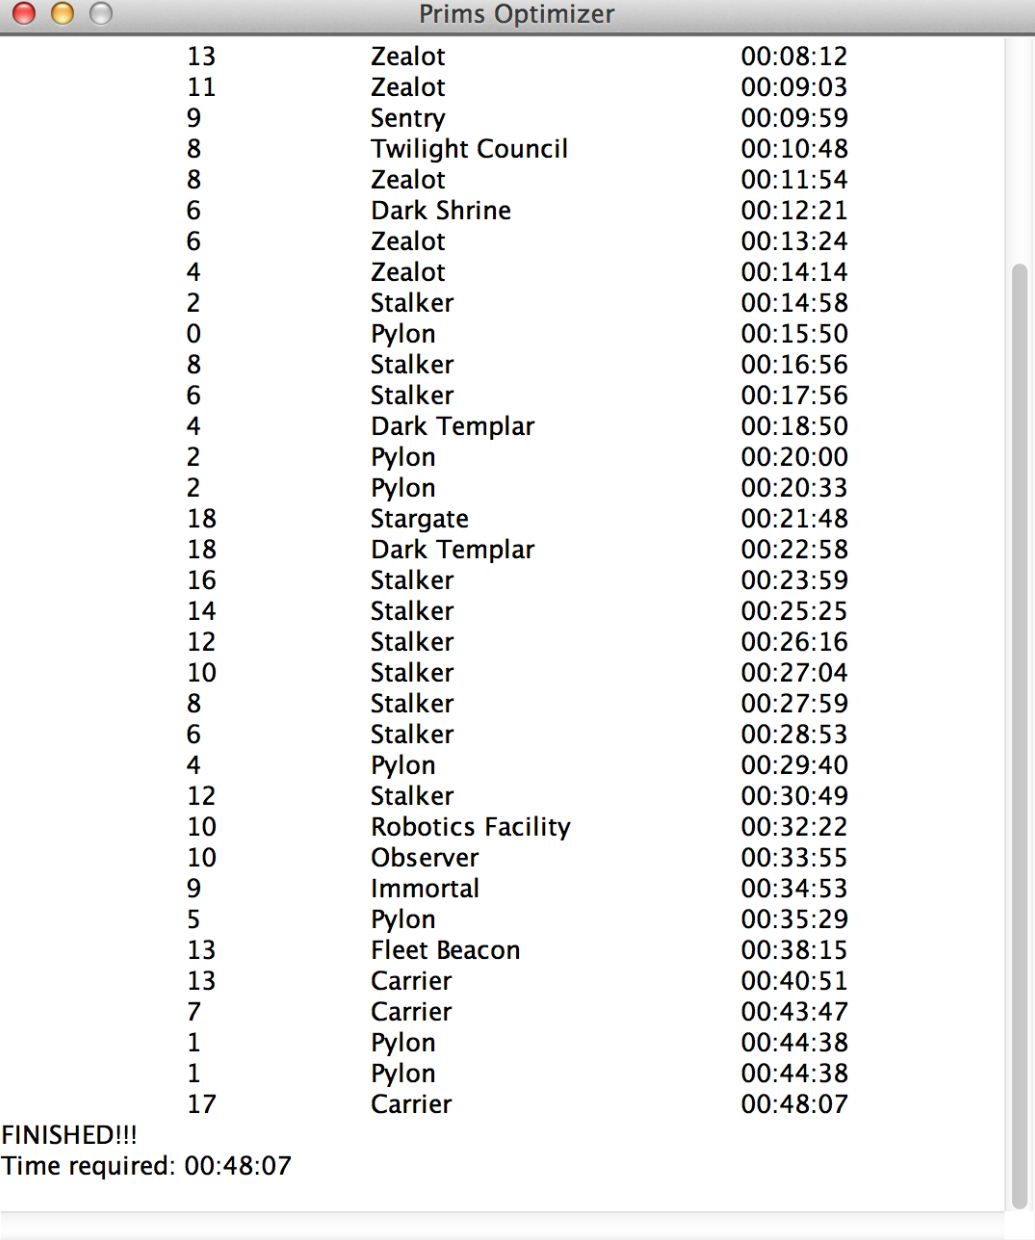 Prims Optimizer
13 Zealot 00:08:12
11 Zealot 00:09:03
9 Sentry 00:09:59
8 Twilight Council 00:10:48
8 Zealot 00:11:54
6 Dark Shrine 00:12:21
6 Zealot 00:13:24
4 Zealot 00:14:14
2 Stalker 00:14:58
0 Pylon 00:15:50
8 Stalker 00:16:56
6 Stalker 00:17:56
4 Dark Templar 00:18:50
2 Pylon 00:20:00
2 Pylon 00:20:33
18 Stargate 00:21:48
18 Dark Templar 00:22:58
16 Stalker 00:23:59
14 Stalker 00:25:25
12 Stalker 00:26:16
10 Stalker 00:27:04
8 Stalker 00:27:59
6 Stalker 00:28:53
4 Pylon 00:29:40
12 Stalker 00:30:49
10 Robotics Facility 00:32:22
10 Observer 00:33:55
9 Immortal 00:34:53
5 Pylon 00:35:29
13 Fleet Beacon 00:38:15
13 Carrier 00:40:51
7 Carrier 00:43:47
1 Pylon 00:44:38
1 Pylon 00:44:38
17 Carrier 00:48:07
FINISHED!!!
Time required: 00:48:07